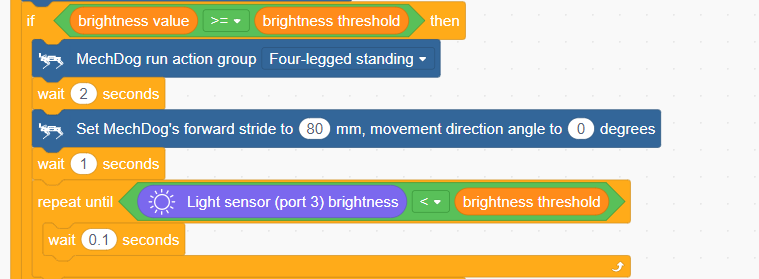 if brightness value >= brightness threshold then
MechDog run action group Four-legged standing
wait 2 seconds
Set MechDog's forward stride to 80 mm, movement direction angle to 0 degrees
wait 1 seconds
repeat until Light sensor (port 3) brightness < brightness threshold
wait 0.1 seconds